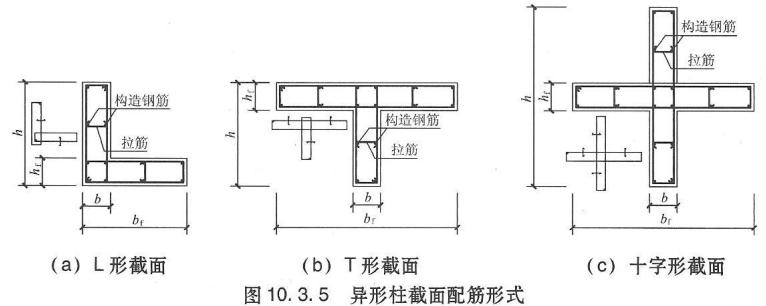 h
h_f
构造钢筋
拉筋
b
b_f
h_f
h
构造钢筋
拉筋
b
b_f
h
h_f
构造钢筋
拉筋
b
b_f
(a) L 形截面
(b) T 形截面
(c) 十字形截面
图 10. 3. 5 异形柱截面配筋形式